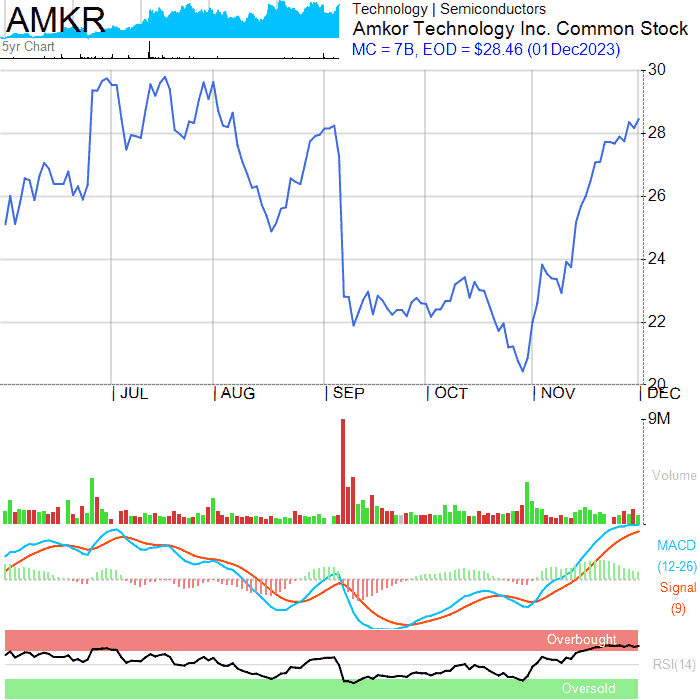 AMKR
5yr Chart
Technology | Semiconductors
Amkor Technology Inc. Common Stock
MC = 7B, EOD = $28.46 (01Dec2023)
30
28
26
24
22
20
JUL
AUG
SEP
OCT
NOV
DEC
9M
Volume
MACD
(12-26)
Signal
(9)
Overbought
RSI(14)
Oversold